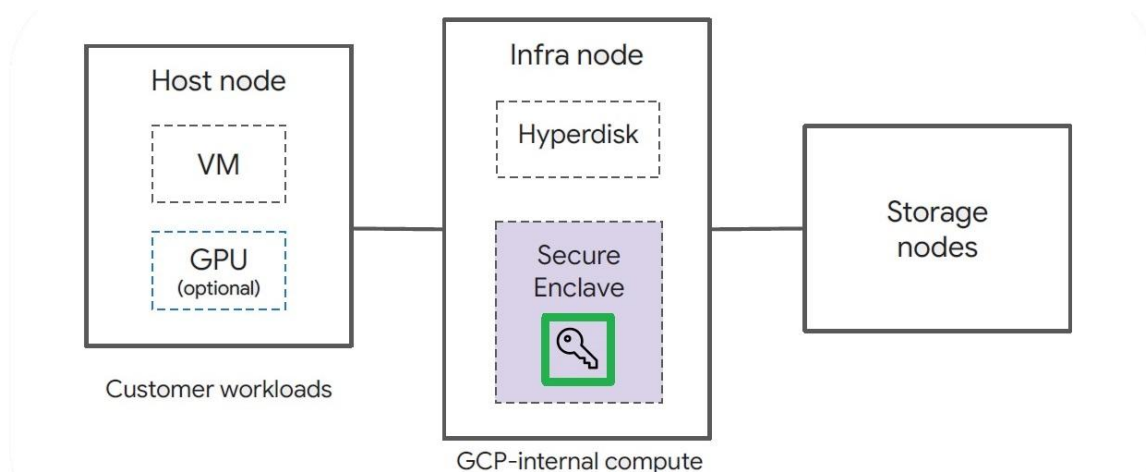 Host node
VM
GPU
(optional)
Customer workloads
Infra node
Hyperdisk
Secure
Enclave
GCP-internal compute
Storage
nodes